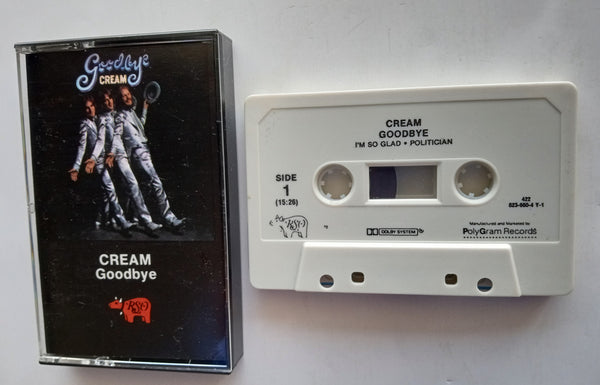 Goodbye
CREAM
CREAM
Goodbye
RSO
CREAM
GOODBYE
I'M SO GLAD • POLITICIAN
SIDE
1
(15:26)
RSO
DOLBY SYSTEM
422
823-660-4 Y-1
Manufactured and Marketed by
PolyGram Records